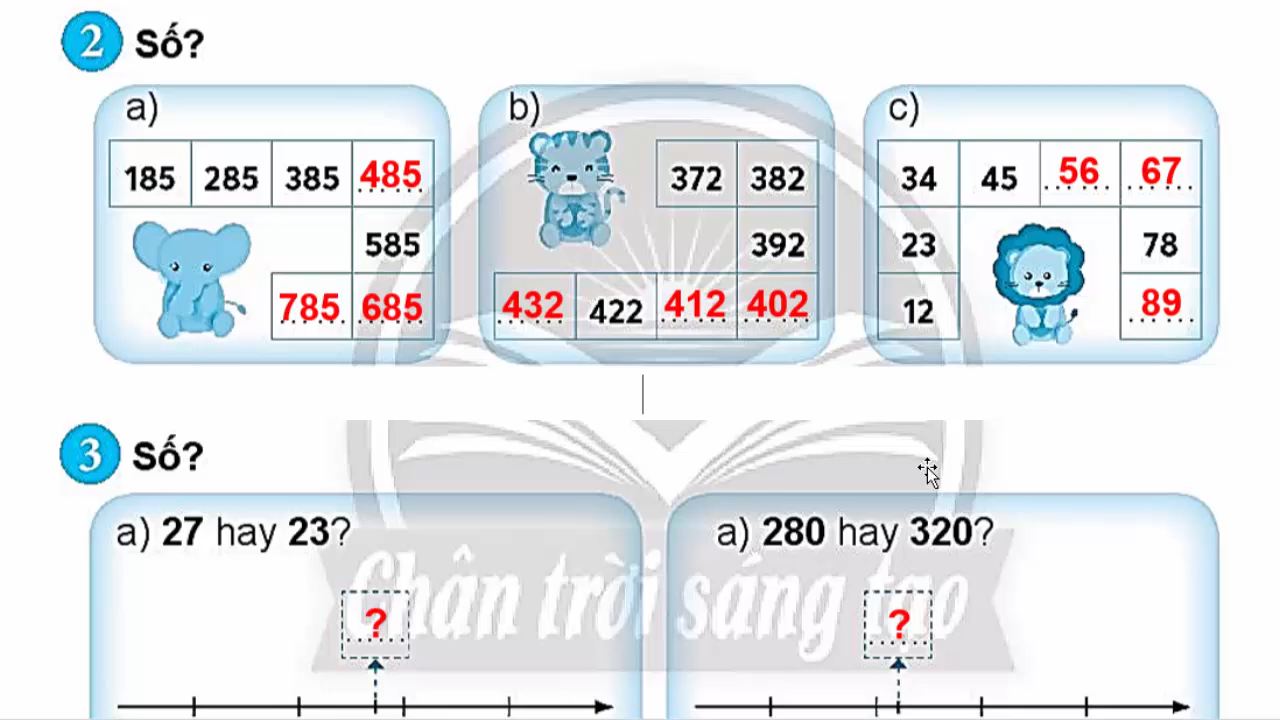 2 Số?
a) b) c)
185 285 385 485 372 382 34 45 56 67
585 392 23 78
785 685 432 422 412 402 12 89
3 Số?
a) 27 hay 23? a) 280 hay 320?
Chân trời sáng tạo
? ?